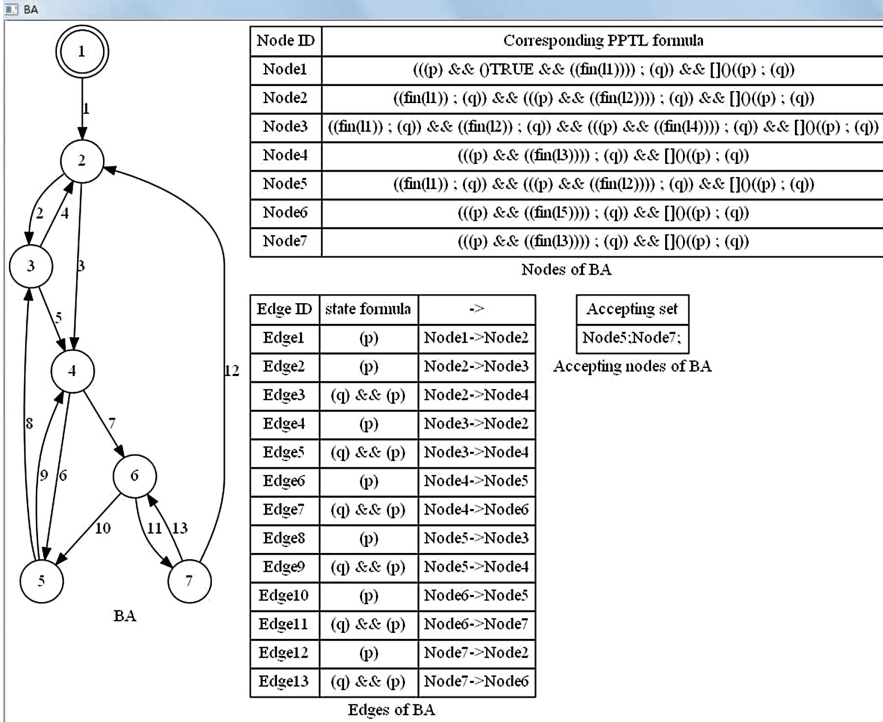 BA
1
1
2
2
4
3
3
5
4
12
8
9
6
7
6
10
11
13
5
7
BA
Node ID Corresponding PPTL formula
Node1 (((p) && ()TRUE && ((fin(l1)))) ; (q)) && []()((p) ; (q))
Node2 ((fin(l1)) ; (q)) && (((p) && ((fin(l2)))) ; (q)) && []()((p) ; (q))
Node3 ((fin(l1)) ; (q)) && ((fin(l2)) ; (q)) && (((p) && ((fin(l4)))) ; (q)) && []()((p) ; (q))
Node4 (((p) && ((fin(l3)))) ; (q)) && []()((p) ; (q))
Node5 ((fin(l1)) ; (q)) && (((p) && ((fin(l2)))) ; (q)) && []()((p) ; (q))
Node6 (((p) && ((fin(l5)))) ; (q)) && []()((p) ; (q))
Node7 (((p) && ((fin(l3)))) ; (q)) && []()((p) ; (q))
Nodes of BA
Edge ID state formula ->
Edge1 (p) Node1->Node2
Edge2 (p) Node2->Node3
Edge3 (q) && (p) Node2->Node4
Edge4 (p) Node3->Node2
Edge5 (q) && (p) Node3->Node4
Edge6 (p) Node4->Node5
Edge7 (q) && (p) Node4->Node6
Edge8 (p) Node5->Node3
Edge9 (q) && (p) Node5->Node4
Edge10 (p) Node6->Node5
Edge11 (q) && (p) Node6->Node7
Edge12 (p) Node7->Node2
Edge13 (q) && (p) Node7->Node6
Edges of BA
Accepting set
Node5;Node7;
Accepting nodes of BA